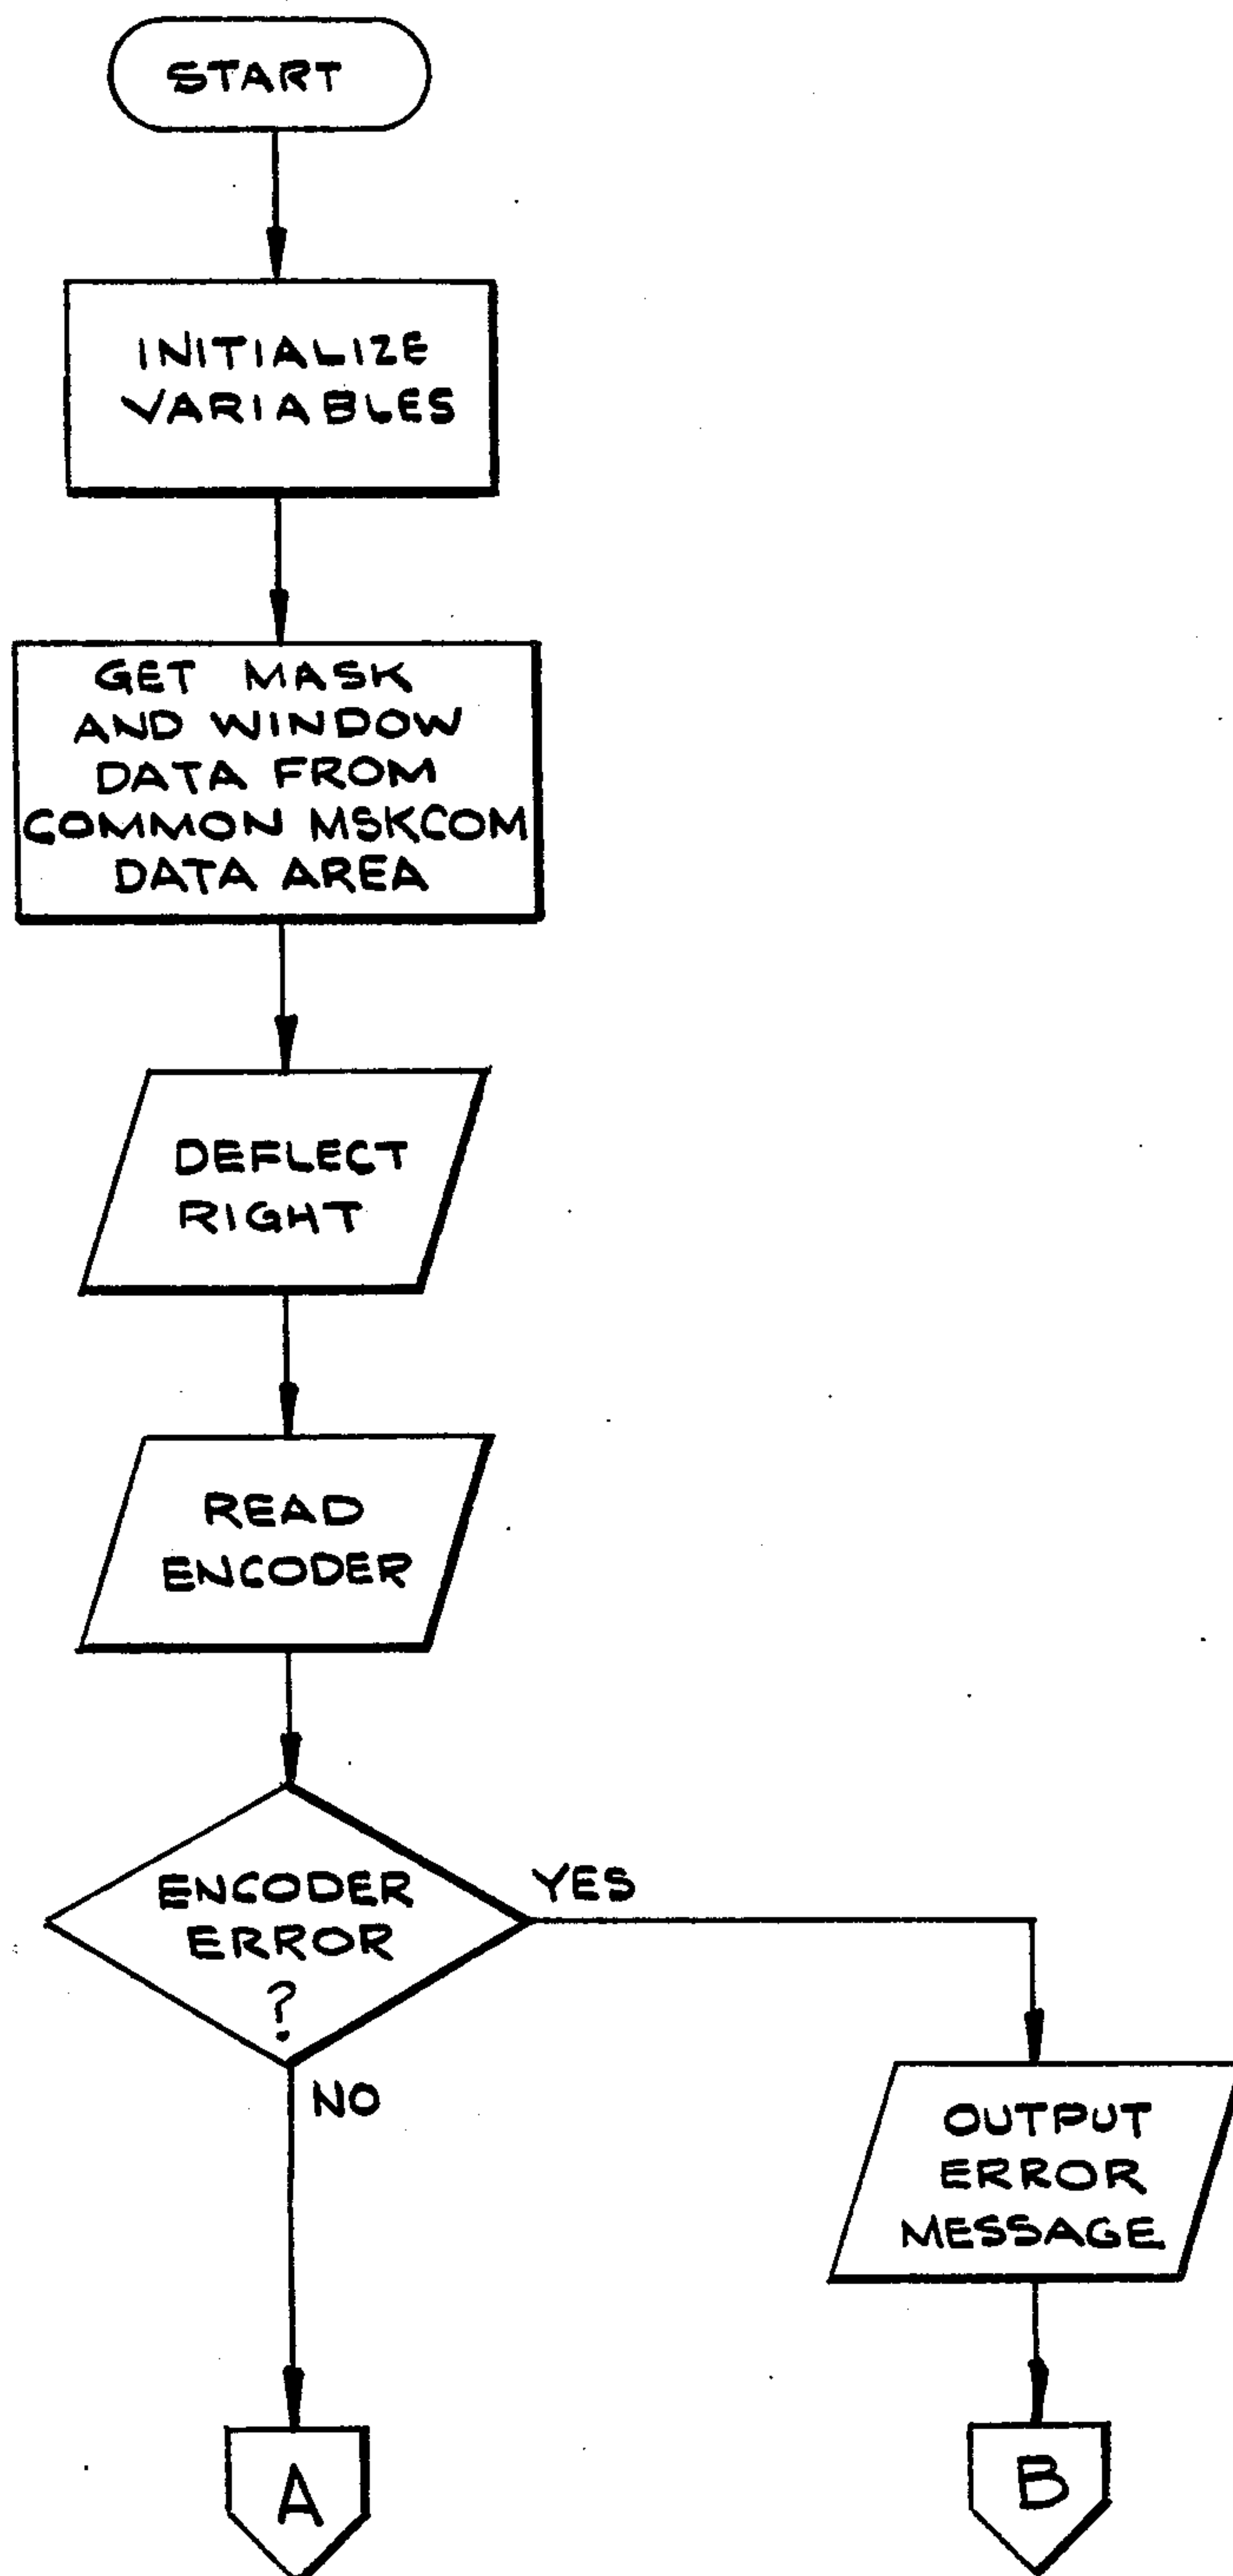 START
INITIALIZE
VARIABLES
GET MASK
AND WINDOW
DATA FROM
COMMON MSKCOM
DATA AREA
DEFLECT
RIGHT
READ
ENCODER
ENCODER
ERROR
?
YES
NO
OUTPUT
ERROR
MESSAGE
A
B